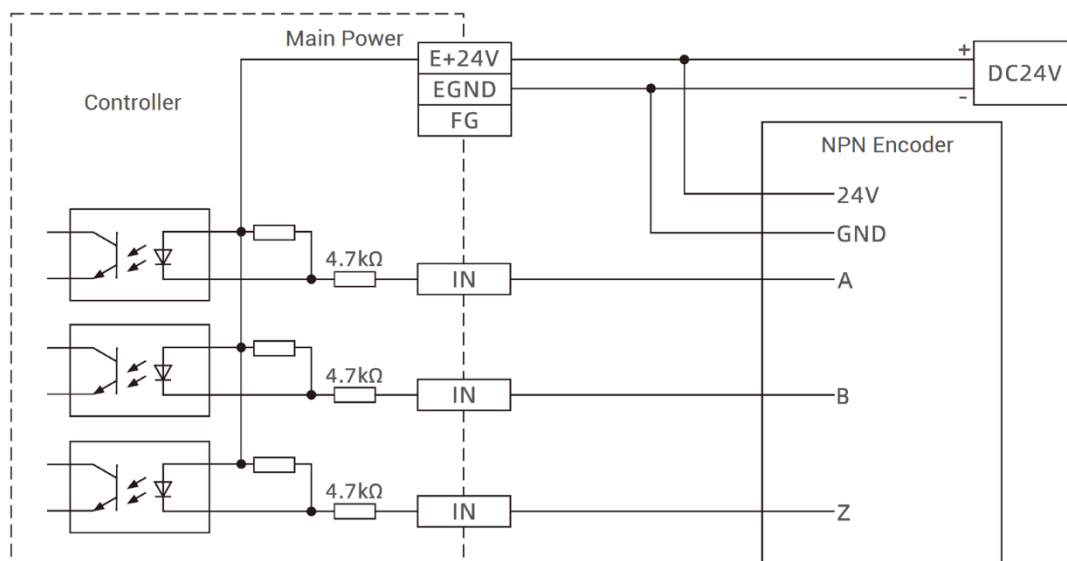 Main Power
E+24V
+
DC24V
EGND
-
Controller
FG
NPN Encoder
24V
GND
4.7kΩ
IN
A
4.7kΩ
IN
B
4.7kΩ
IN
Z